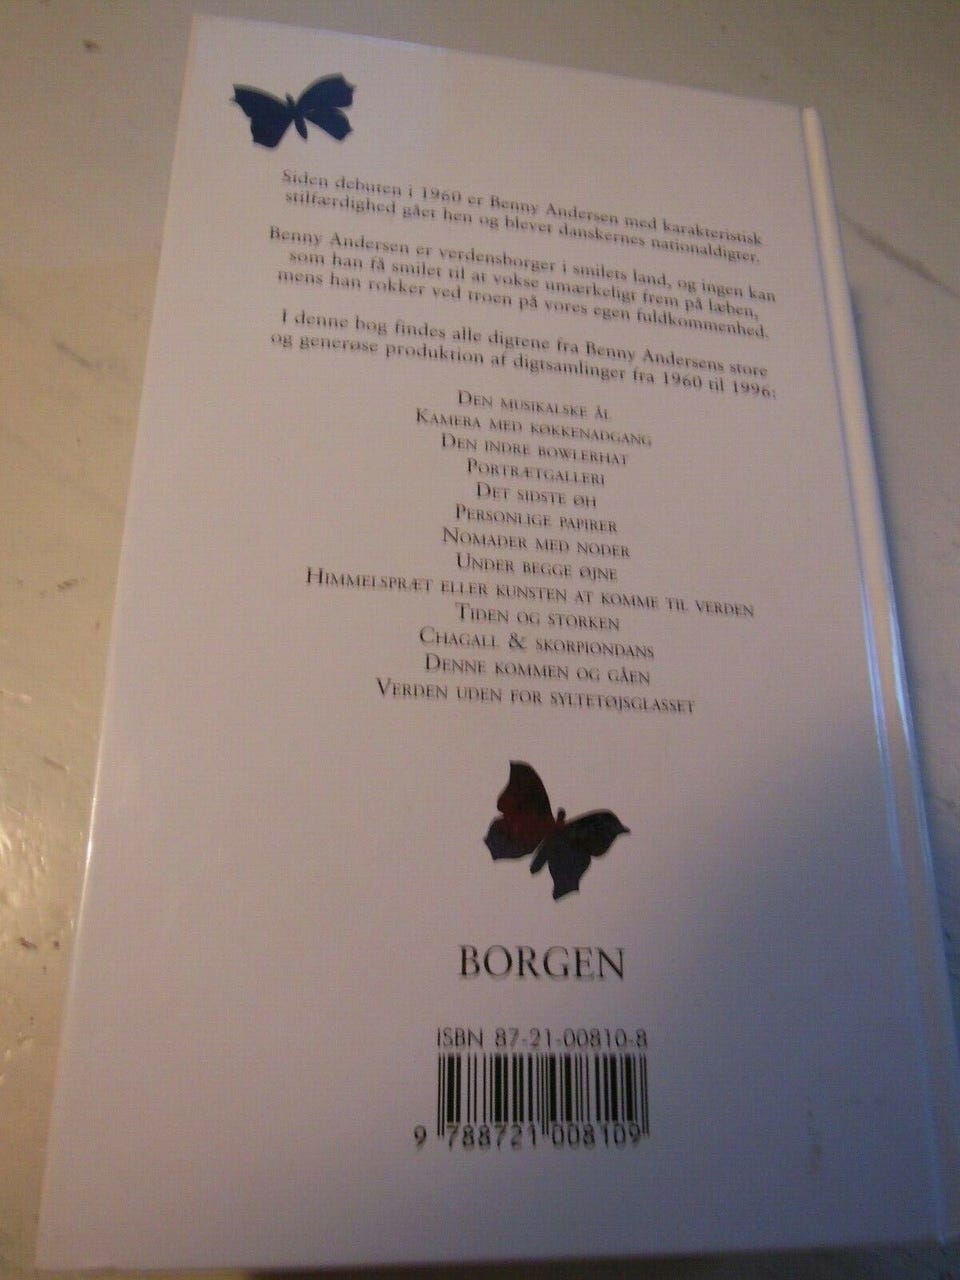 Siden debuten i 1960 er Benny Andersen med karakteristisk
stilfærdighed gået hen og blevet danskernes nationaldigter.
Benny Andersen er verdensborger i smilets land, og ingen kan
som han få smilet til at vokse umærkeligt frem på læben,
mens han rokker ved troen på vores egen fuldkommenhed.
I denne bog findes alle digtene fra Benny Andersens store
og generøse produktion af digtsamlinger fra 1960 til 1996:
DEN MUSIKALSKE ÅL
KAMERA MED KØKKENADGANG
DEN INDRE BOWLERHAT
PORTRÆTGALLERI
DET SIDSTE ØH
PERSONLIGE PAPIRER
NOMADER MED NODER
UNDER BEGGE ØJNE
HIMMELSPRÆT ELLER KUNSTEN AT KOMME TIL VERDEN
TIDEN OG STORKEN
CHAGALL & SKORPIONDANS
DENNE KOMMEN OG GÅEN
VERDEN UDEN FOR SYLTETØJSGLASSET
BORGEN
ISBN 87-21-00810-8
9 788721 008109